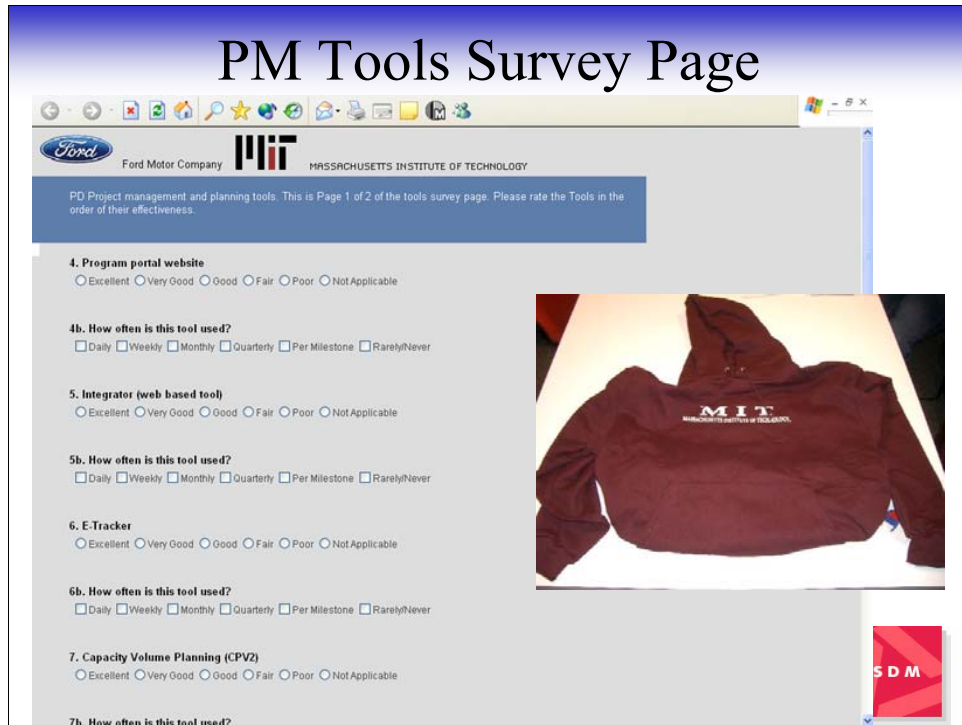 PM Tools Survey Page
Ford
Ford Motor Company
MIT
MASSACHUSETTS INSTITUTE OF TECHNOLOGY
PD Project management and planning tools. This is Page 1 of 2 of the tools survey page. Please rate the Tools in the
order of their effectiveness.
4. Program portal website
Excellent Very Good Good Fair Poor Not Applicable
4b. How often is this tool used?
Daily Weekly Monthly Quarterly Per Milestone Rarely/Never
5. Integrator (web based tool)
Excellent Very Good Good Fair Poor Not Applicable
M I T.
MASSACHUSETTS INSTITUTE OF TECHNOLOGY.
5b. How often is this tool used?
Daily Weekly Monthly Quarterly Per Milestone Rarely/Never
6. E-Tracker
Excellent Very Good Good Fair Poor Not Applicable
6b. How often is this tool used?
Daily Weekly Monthly Quarterly Per Milestone Rarely/Never
7. Capacity Volume Planning (CPV2)
Excellent Very Good Good Fair Poor Not Applicable
SDM
7b. How often is this tool used?